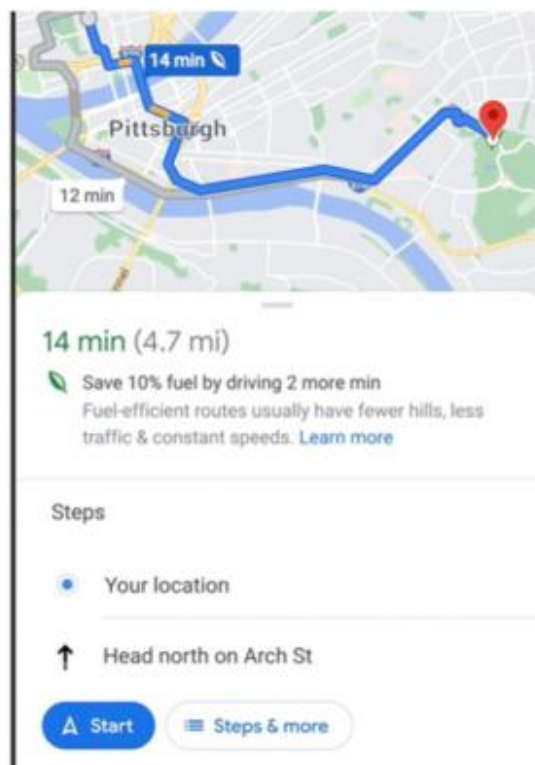 14 min
Pittsburgh
12 min
14 min (4.7 mi)
Save 10% fuel by driving 2 more min
Fuel-efficient routes usually have fewer hills, less
traffic & constant speeds. Learn more
Steps
Your location
Head north on Arch St
Start
Steps & more